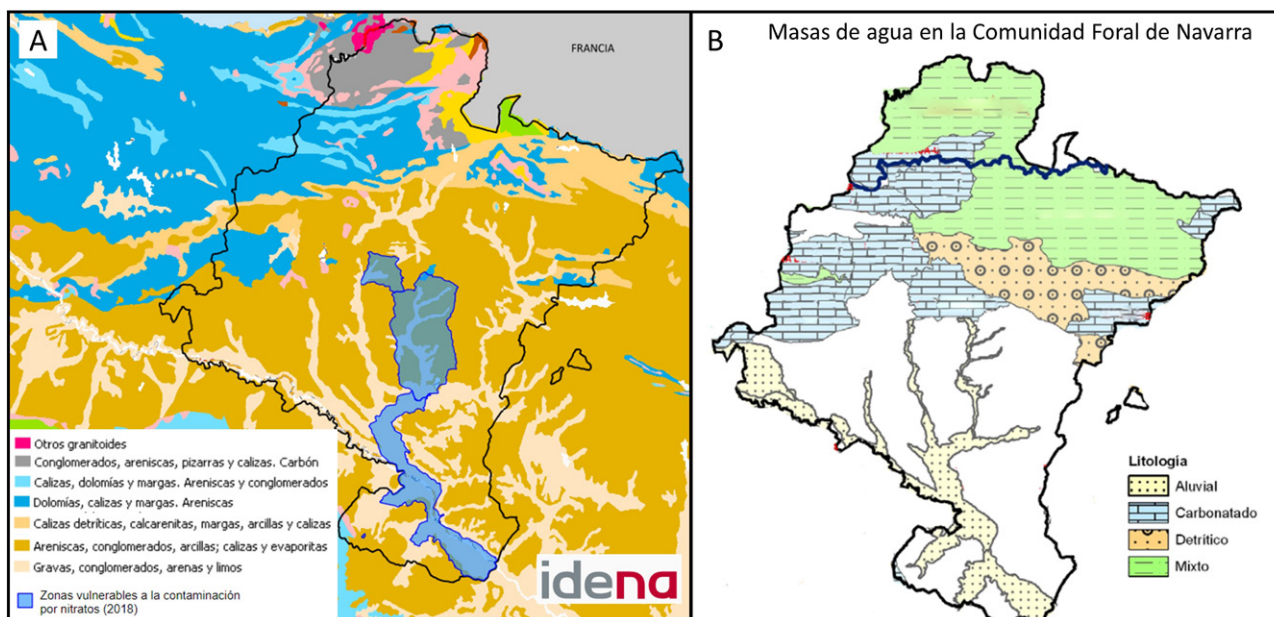 A
FRANCIA
Otros granitoides
Conglomerados, areniscas, pizarras y calizas. Carbón
Calizas, dolomías y margas. Areniscas y conglomerados
Dolomías, calizas y margas. Areniscas
Calizas detríticas, calcarenitas, margas, arcillas y calizas
Areniscas, conglomerados, arcillas; calizas y evaporitas
Gravas, conglomerados, arenas y limos
Zonas vulnerables a la contaminación
por nitratos (2018)
idena
B
Masas de agua en la Comunidad Foral de Navarra
Litología
Aluvial
Carbonatado
Detrítico
Mixto